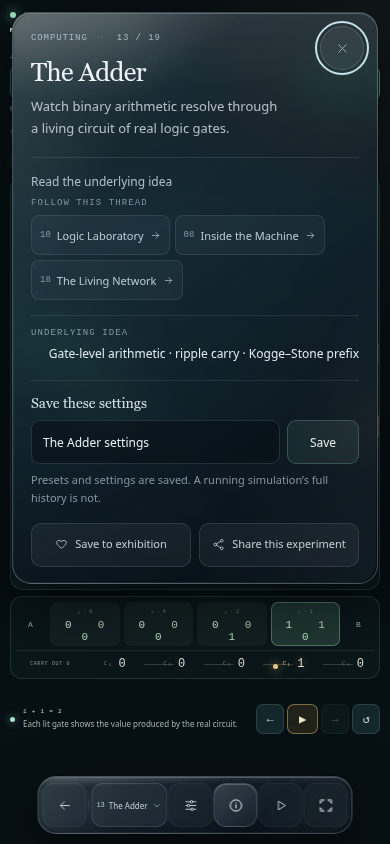 COMPUTING · 13 / 19
The Adder
Watch binary arithmetic resolve through
a living circuit of real logic gates.
Read the underlying idea
FOLLOW THIS THREAD
10 Logic Laboratory →
08 Inside the Machine →
18 The Living Network →
UNDERLYING IDEA
Gate-level arithmetic · ripple carry · Kogge–Stone prefix
Save these settings
The Adder settings
Save
Presets and settings are saved. A running simulation's full
history is not.
Save to exhibition
Share this experiment
A 0 0 0 0 0 0 1 1 B
0 0 1 0
CARRY OUT 0 0 0 0 1 0
1 + 1 = 2
Each lit gate shows the value produced by the real circuit.
13 The Adder